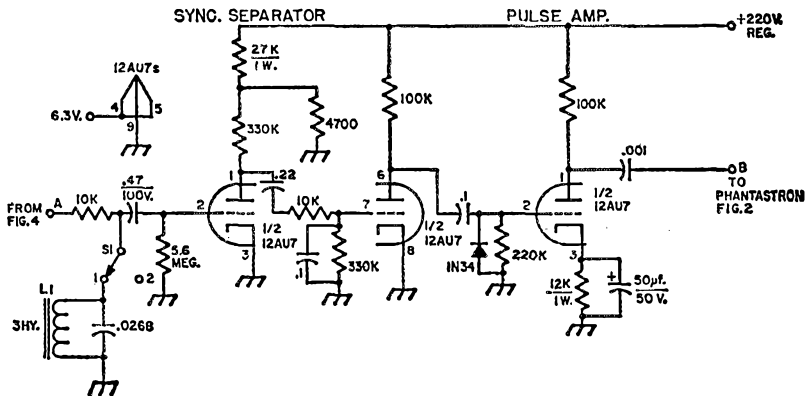 SYNC. SEPARATOR
PULSE AMP.
+220V.
REG.
27K
1W.
12AU7s
4
5
9
6.3V.
4700
100K
100K
330K
.001
B
TO
PHANTASTRON
FIG.2
1
.22
6
1
A
FROM
FIG.4
10K
.47
100V.
2
10K
7
.1
2
1/2
12AU7
1/2
12AU7
1/2
12AU7
3
8
3
S1
1
2
5.6
MEG.
.1
330K
1N34
220K
12K
1W.
+
50µf.
50V.
L1
3HY.
.0268